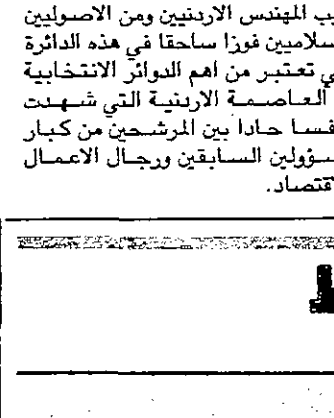 ب المهندس الاردنيين ومن الاصوليين
سلاميين فوزا ساحقا في هذه الدائرة
ي تعتبر من اهم الدوائر الانتخابية
العاصمة الاردنية التي شهدت
فسا حادا بين المرشحين من كبار
سؤولين السابقين ورجال الاعمال
قتصاد.